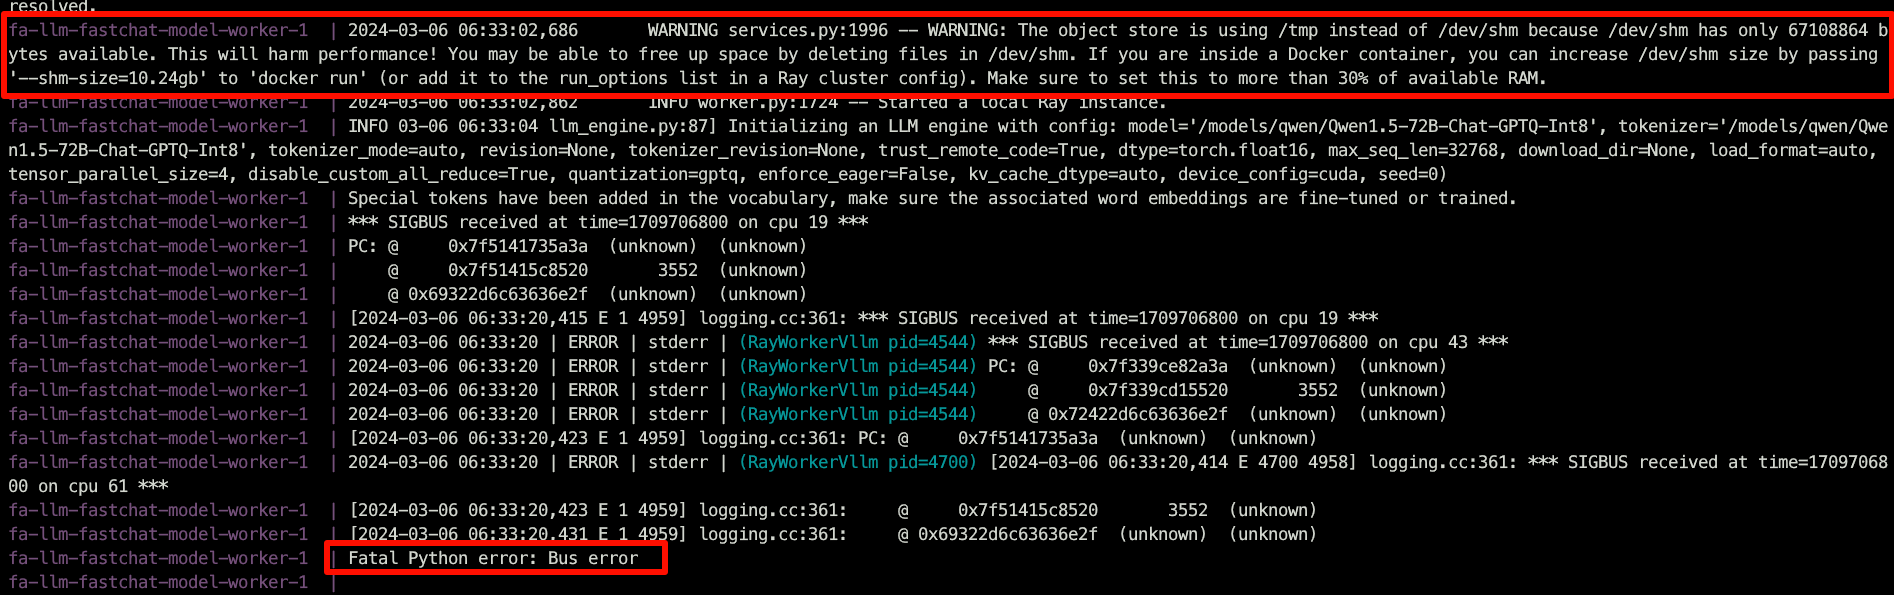 resolved.
fa-llm-fastchat-model-worker-1  | 2024-03-06 06:33:02,686       WARNING services.py:1996 -- WARNING: The object store is using /tmp instead of /dev/shm because /dev/shm has only 67108864 b
ytes available. This will harm performance! You may be able to free up space by deleting files in /dev/shm. If you are inside a Docker container, you can increase /dev/shm size by passing
'--shm-size=10.24gb' to 'docker run' (or add it to the run_options list in a Ray cluster config). Make sure to set this to more than 30% of available RAM.
fa-llm-fastchat-model-worker-1  | 2024-03-06 06:33:02,862       INFO worker.py:1724 -- Started a local Ray instance.
fa-llm-fastchat-model-worker-1  | INFO 03-06 06:33:04 llm_engine.py:87] Initializing an LLM engine with config: model='/models/qwen/Qwen1.5-72B-Chat-GPTQ-Int8', tokenizer='/models/qwen/Qwe
n1.5-72B-Chat-GPTQ-Int8', tokenizer_mode=auto, revision=None, tokenizer_revision=None, trust_remote_code=True, dtype=torch.float16, max_seq_len=32768, download_dir=None, load_format=auto,
tensor_parallel_size=4, disable_custom_all_reduce=True, quantization=gptq, enforce_eager=False, kv_cache_dtype=auto, device_config=cuda, seed=0)
fa-llm-fastchat-model-worker-1  | Special tokens have been added in the vocabulary, make sure the associated word embeddings are fine-tuned or trained.
fa-llm-fastchat-model-worker-1  | *** SIGBUS received at time=1709706800 on cpu 19 ***
fa-llm-fastchat-model-worker-1  | PC: @     0x7f5141735a3a  (unknown)  (unknown)
fa-llm-fastchat-model-worker-1  |     @     0x7f51415c8520       3552  (unknown)
fa-llm-fastchat-model-worker-1  |     @ 0x69322d6c63636e2f  (unknown)  (unknown)
fa-llm-fastchat-model-worker-1  | [2024-03-06 06:33:20,415 E 1 4959] logging.cc:361: *** SIGBUS received at time=1709706800 on cpu 19 ***
fa-llm-fastchat-model-worker-1  | 2024-03-06 06:33:20 | ERROR | stderr | (RayWorkerVllm pid=4544) *** SIGBUS received at time=1709706800 on cpu 43 ***
fa-llm-fastchat-model-worker-1  | 2024-03-06 06:33:20 | ERROR | stderr | (RayWorkerVllm pid=4544) PC: @     0x7f339ce82a3a  (unknown)  (unknown)
fa-llm-fastchat-model-worker-1  | 2024-03-06 06:33:20 | ERROR | stderr | (RayWorkerVllm pid=4544)     @     0x7f339cd15520       3552  (unknown)
fa-llm-fastchat-model-worker-1  | 2024-03-06 06:33:20 | ERROR | stderr | (RayWorkerVllm pid=4544)     @ 0x72422d6c63636e2f  (unknown)  (unknown)
fa-llm-fastchat-model-worker-1  | [2024-03-06 06:33:20,423 E 1 4959] logging.cc:361: PC: @     0x7f5141735a3a  (unknown)  (unknown)
fa-llm-fastchat-model-worker-1  | 2024-03-06 06:33:20 | ERROR | stderr | (RayWorkerVllm pid=4700) [2024-03-06 06:33:20,414 E 4700 4958] logging.cc:361: *** SIGBUS received at time=17097068
00 on cpu 61 ***
fa-llm-fastchat-model-worker-1  | [2024-03-06 06:33:20,423 E 1 4959] logging.cc:361:     @     0x7f51415c8520       3552  (unknown)
fa-llm-fastchat-model-worker-1  | [2024-03-06 06:33:20,431 E 1 4959] logging.cc:361:     @ 0x69322d6c63636e2f  (unknown)  (unknown)
fa-llm-fastchat-model-worker-1  | Fatal Python error: Bus error
fa-llm-fastchat-model-worker-1  |